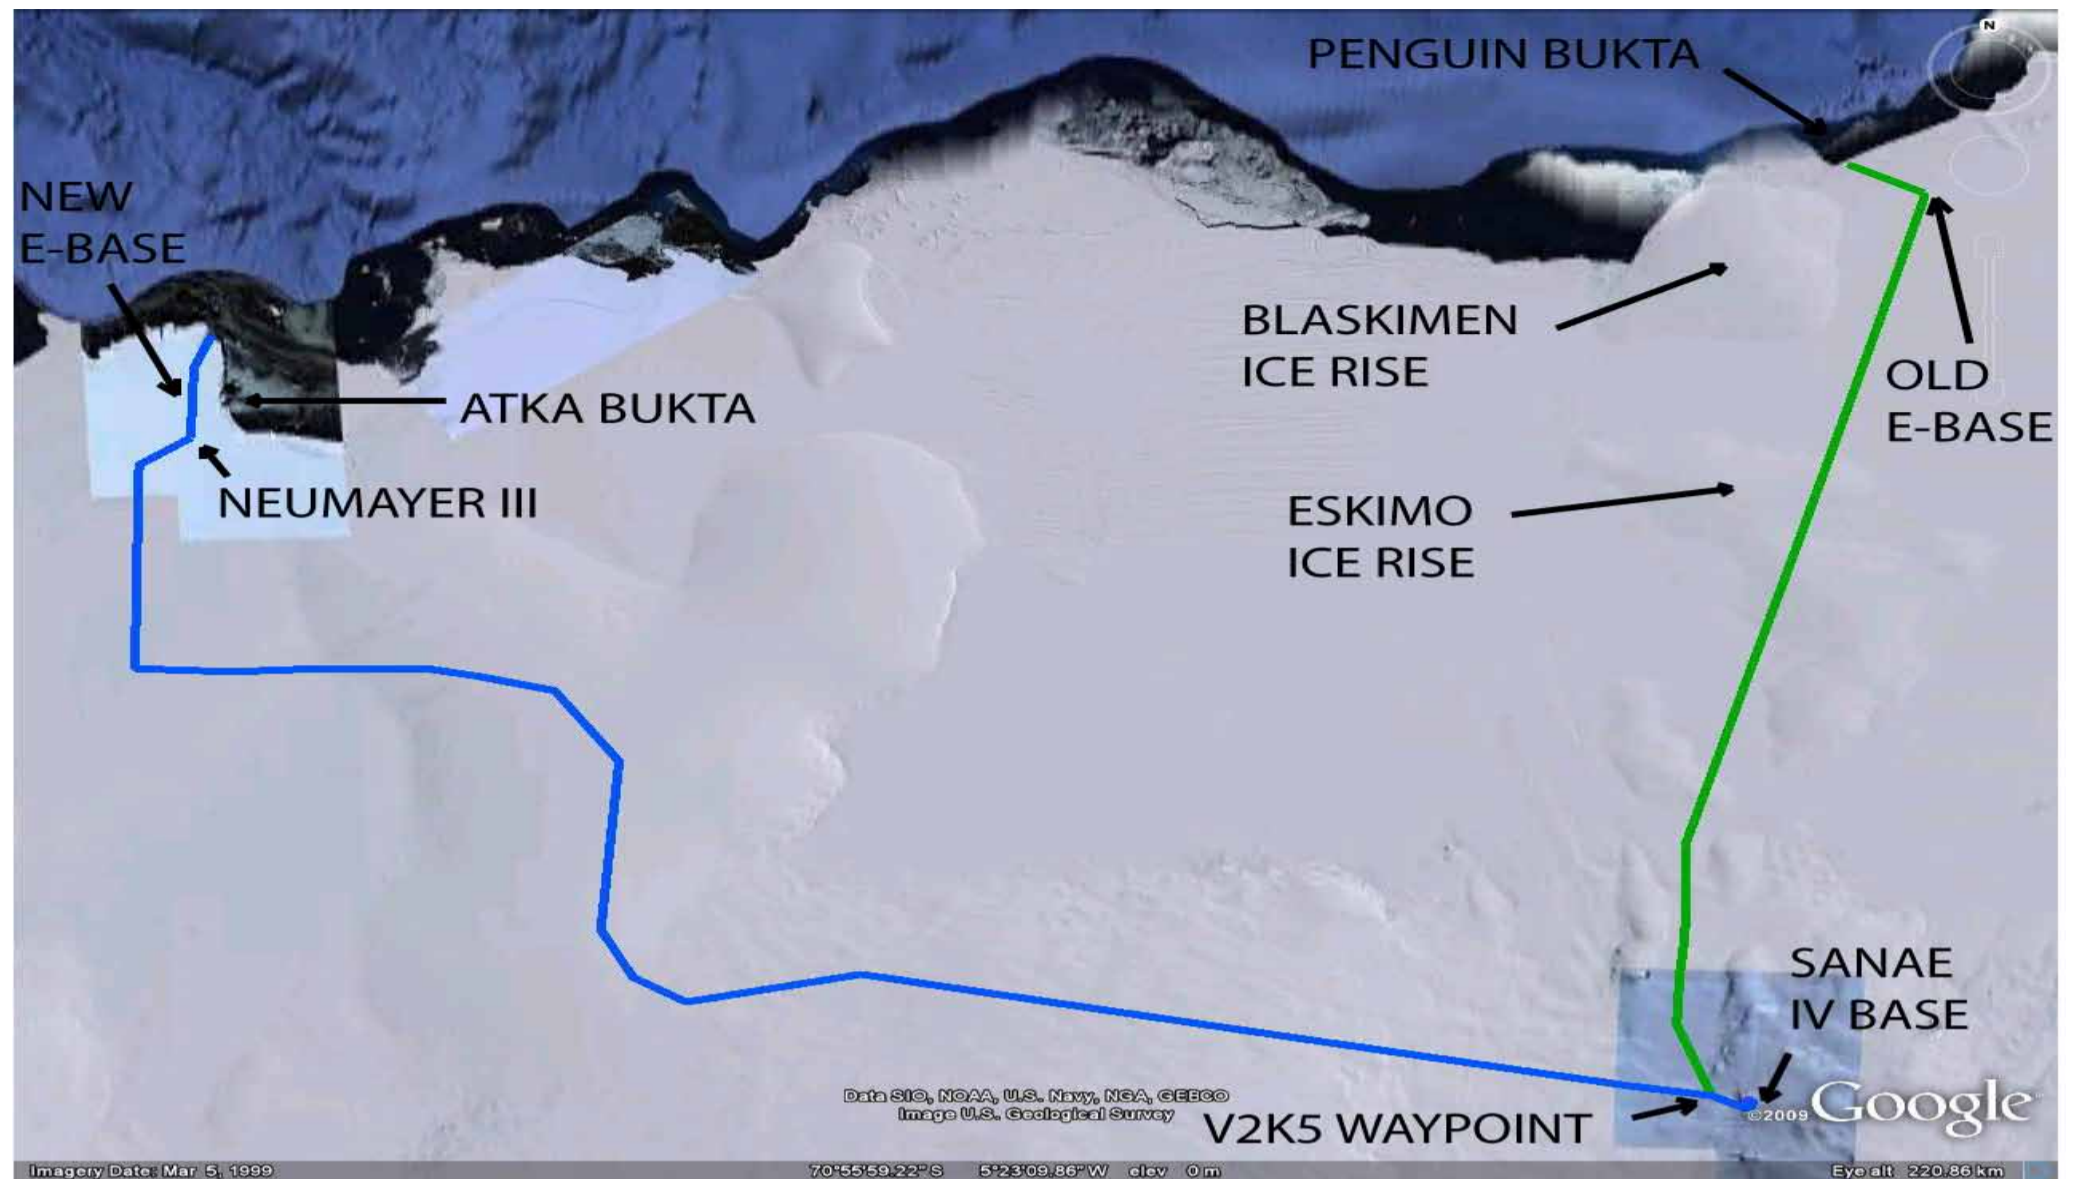 N
PENGUIN BUKTA
NEW
E-BASE
BLASKIMEN
ICE RISE
OLD
E-BASE
ATKA BUKTA
NEUMAYER III
ESKIMO
ICE RISE
SANAE
IV BASE
Data SIO, NOAA, U.S. Navy, NGA, GEBCO
Image U.S. Geological Survey
V2K5 WAYPOINT
©2009 Google
Imagery Date: Mar 5, 1999
70°55'59.22" S 5°23'09.86" W elev 0 m
Eye alt 220.86 km